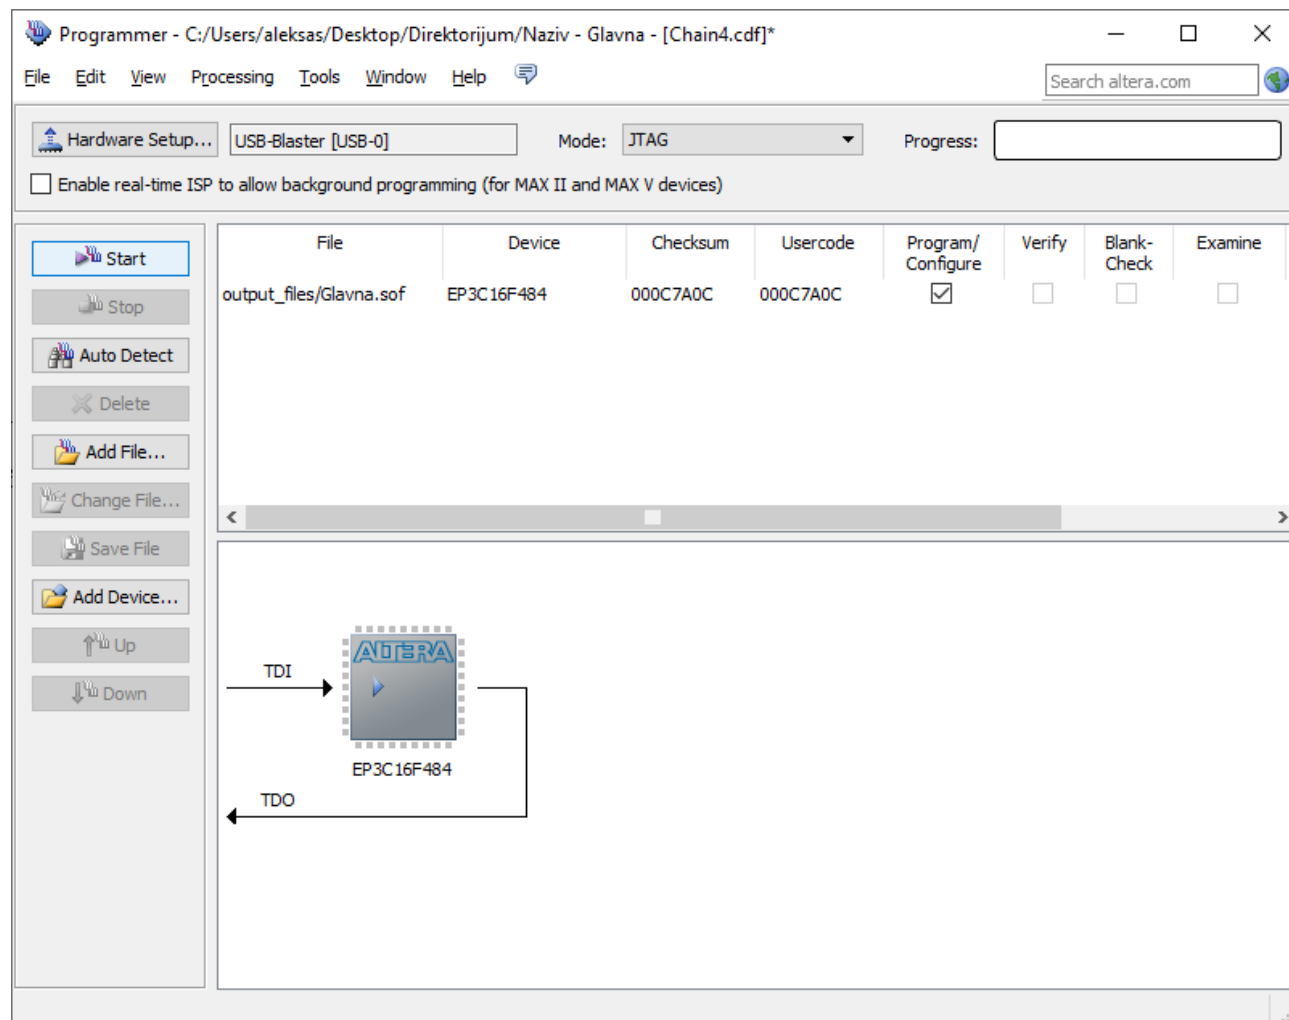 Programmer - C:/Users/aleksas/Desktop/Direktorijum/Naziv - Glavna - [Chain4.cdf]*
File Edit View Processing Tools Window Help
Search altera.com
Hardware Setup... USB-Blaster [USB-0] Mode: JTAG Progress:
Enable real-time ISP to allow background programming (for MAX II and MAX V devices)
Start
Stop
Auto Detect
Delete
Add File...
Change File...
Save File
Add Device...
Up
Down
File Device Checksum Usercode Program/ Verify Blank- Examine
Configure Check
output_files/Glavna.sof EP3C16F484 000C7A0C 000C7A0C
ALTERA
TDI
EP3C16F484
TDO